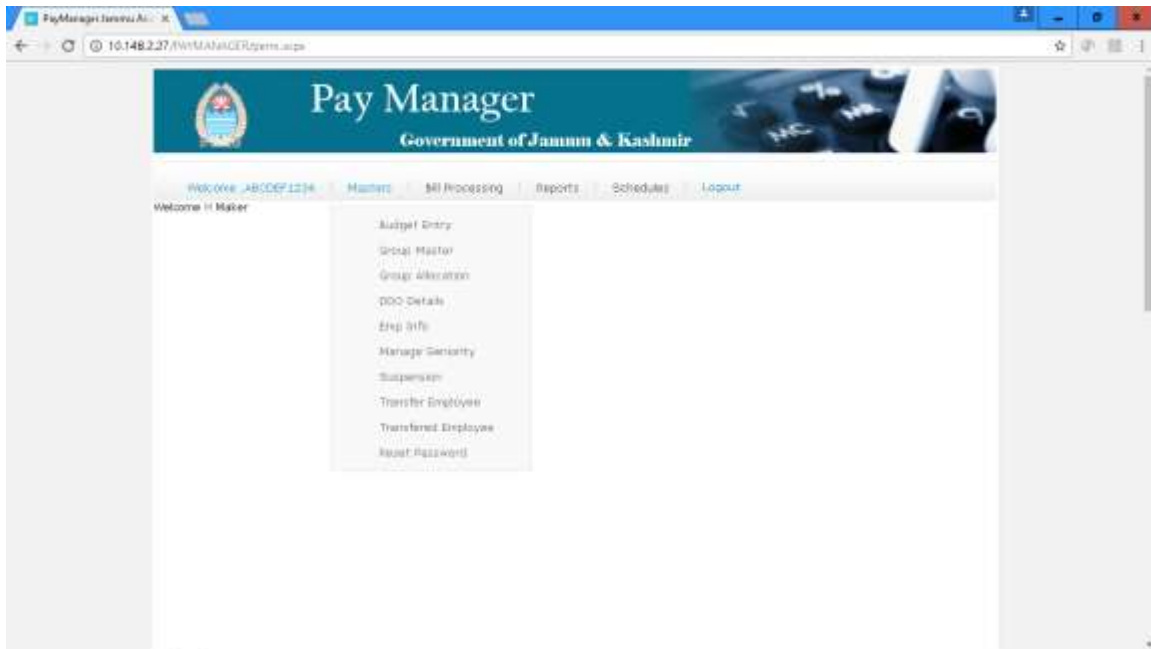 PayManager:Jammu A
10.148.2.27/PAYMANAGER/perm.aspx
Pay Manager
Government of Jammu & Kashmir
Welcome :ABCDEF1234 Masters Bill Processing Reports Schedules Logout
Welcome !! Maker
Budget Entry
Group Master
Group Allocation
DDO Details
Emp Info
Manage Seniority
Suspension
Transfer Employee
Transfered Employee
Reset Password